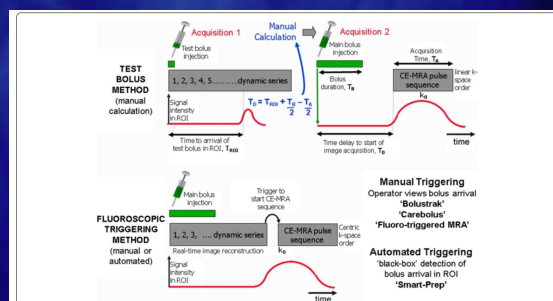 Acquisition 1
Manual
Calculation
Acquisition 2
Test bolus
injection
Main bolus
injection
Acquisition
Time, TA
TEST
BOLUS
METHOD
(manual
calculation)
1, 2, 3, 4, 5...........dynamic series
Bolus
duration, TB
CE-MRA pulse
sequence
linear k-
space
order
k0
Signal
intensity
in ROI
TD = TROI + TB/2 − TA/2
Time to arrival of
test bolus in ROI, TROI
Time delay to start of
image acquisition, TD
time
Main bolus
injection
Trigger to
start CE-MRA
sequence
FLUOROSCOPIC
TRIGGERING
METHOD
(manual or
automated)
1, 2, 3, .... dynamic series
Real-time image reconstruction
CE-MRA pulse
sequence
Centric
k-space
order
k0
Signal
intensity
in ROI
time
Manual Triggering
Operator views bolus arrival
'Bolustrak'
'Carebolus'
'Fluoro-triggered MRA'
Automated Triggering
'black-box' detection of
bolus arrival in ROI
'Smart-Prep'